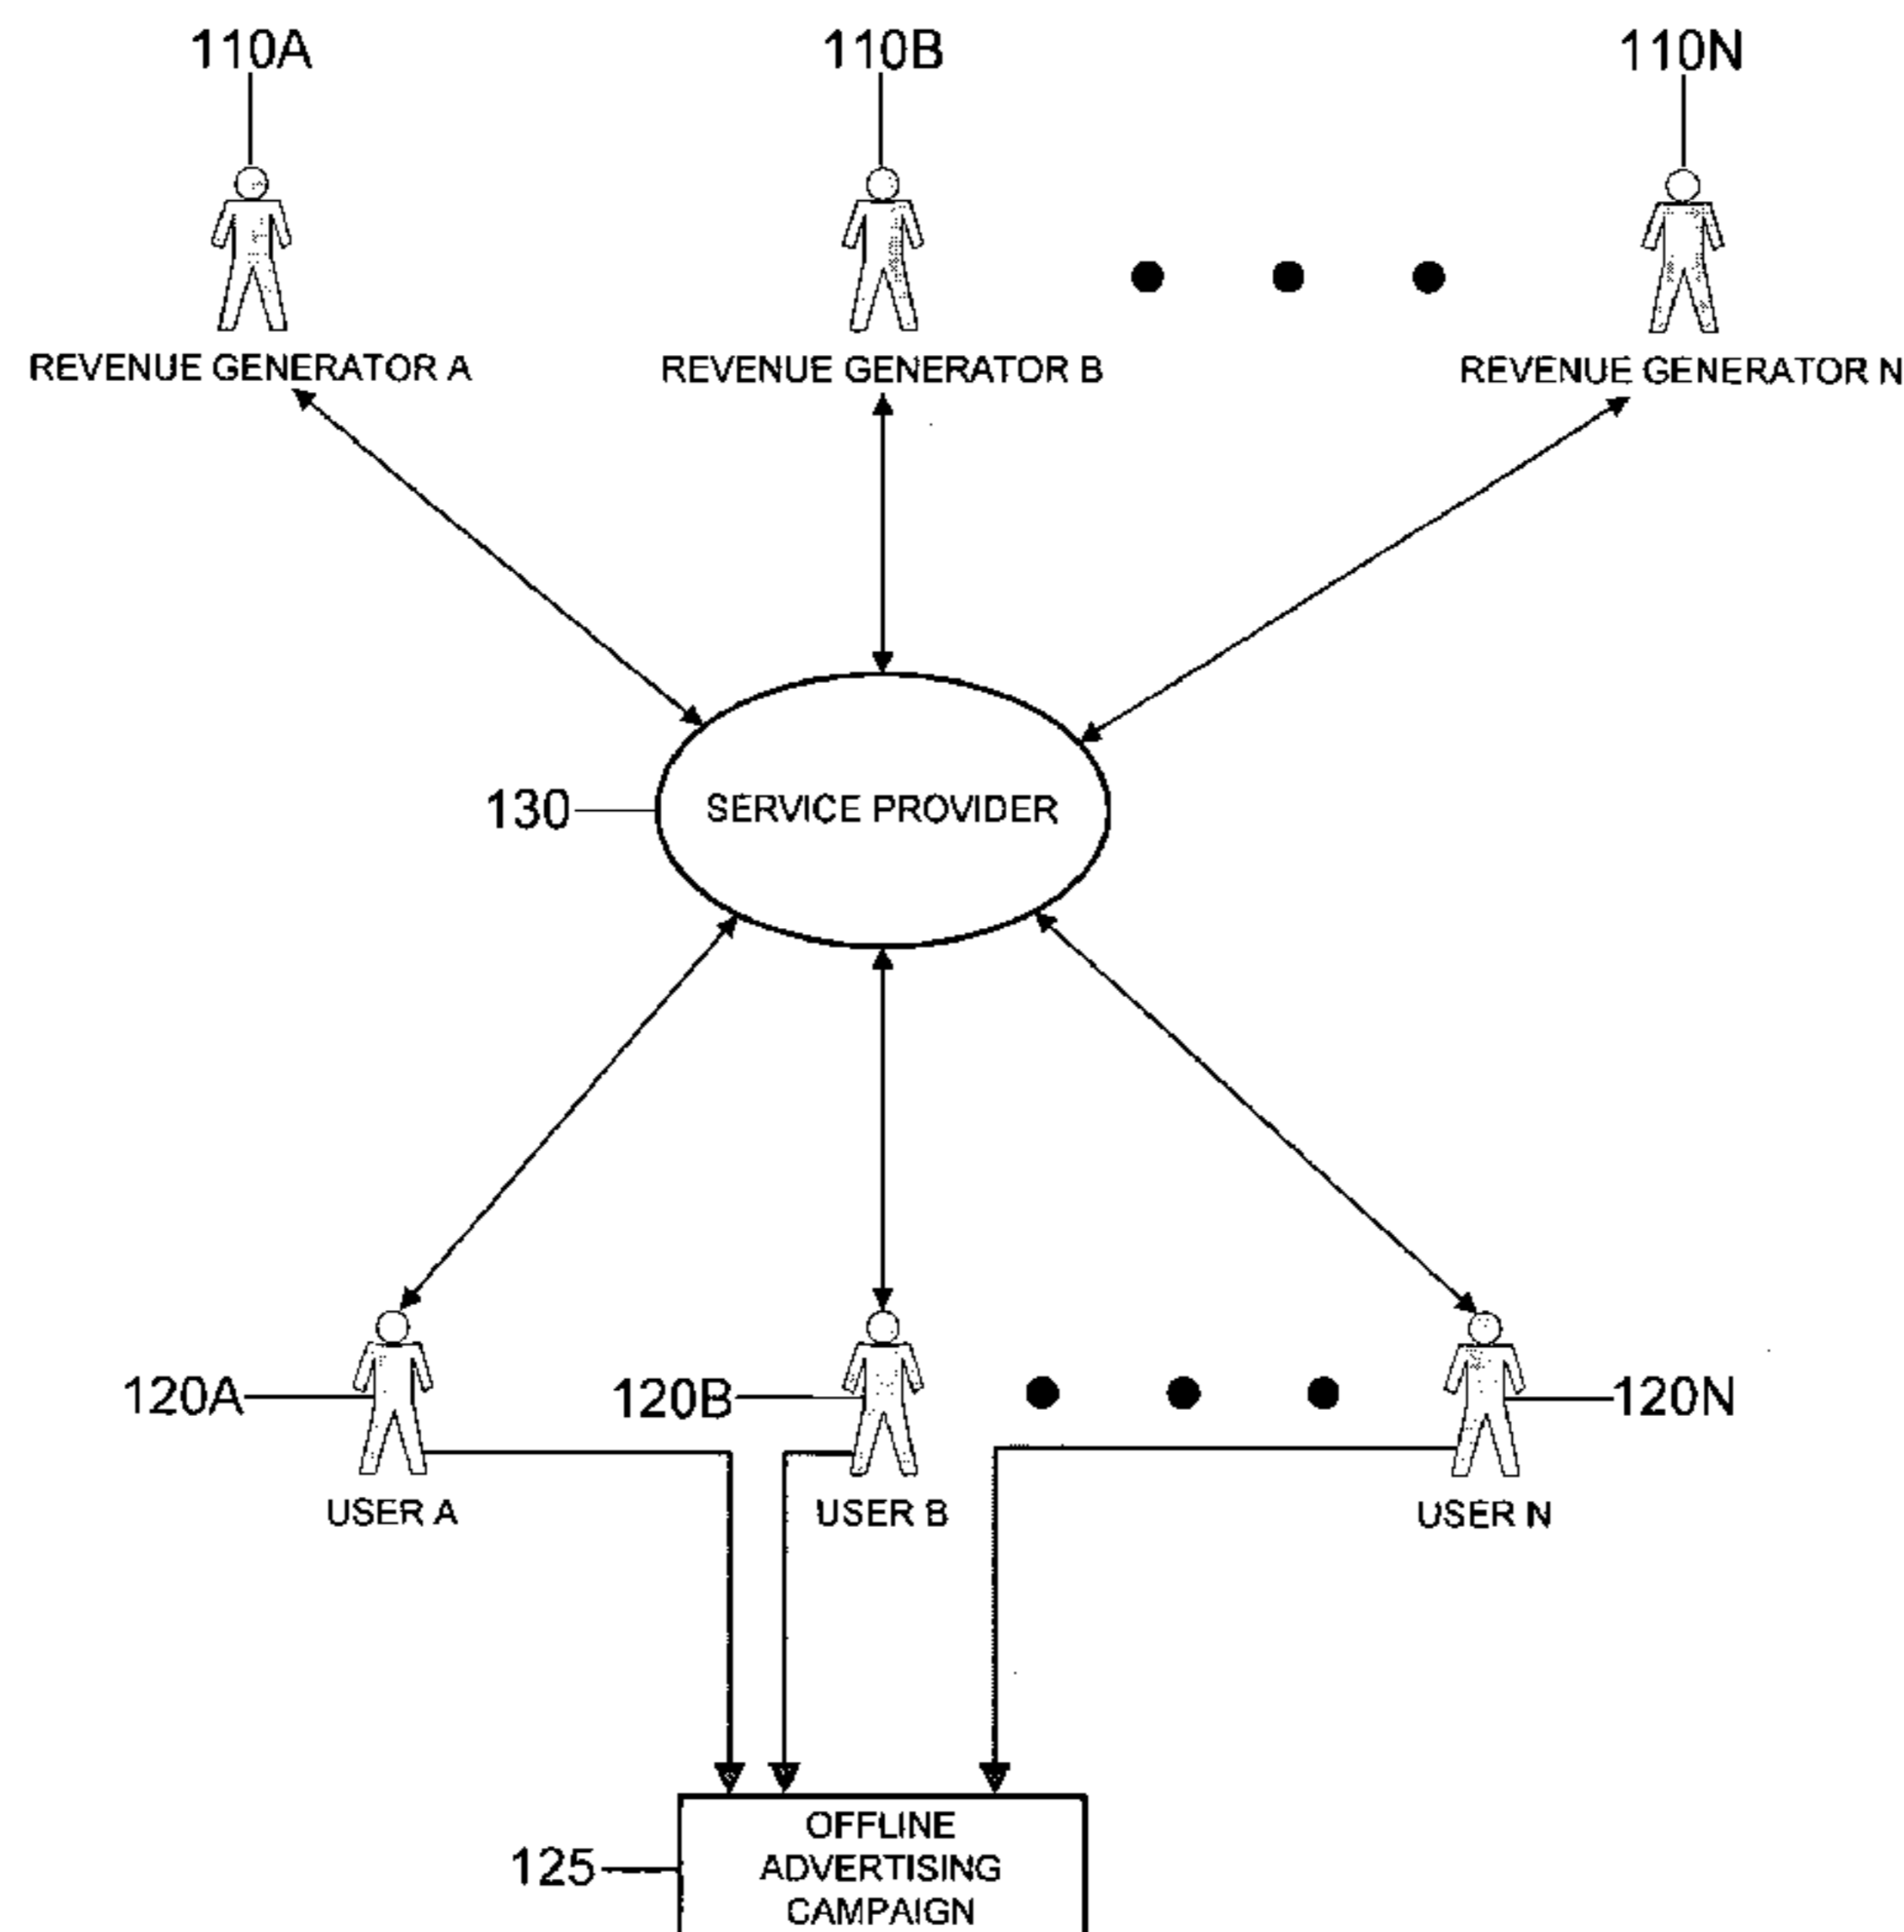 110A
110B
110N
REVENUE GENERATOR A
REVENUE GENERATOR B
REVENUE GENERATOR N
130
SERVICE PROVIDER
120A
120B
120N
USER A
USER B
USER N
125
OFFLINE
ADVERTISING
CAMPAIGN